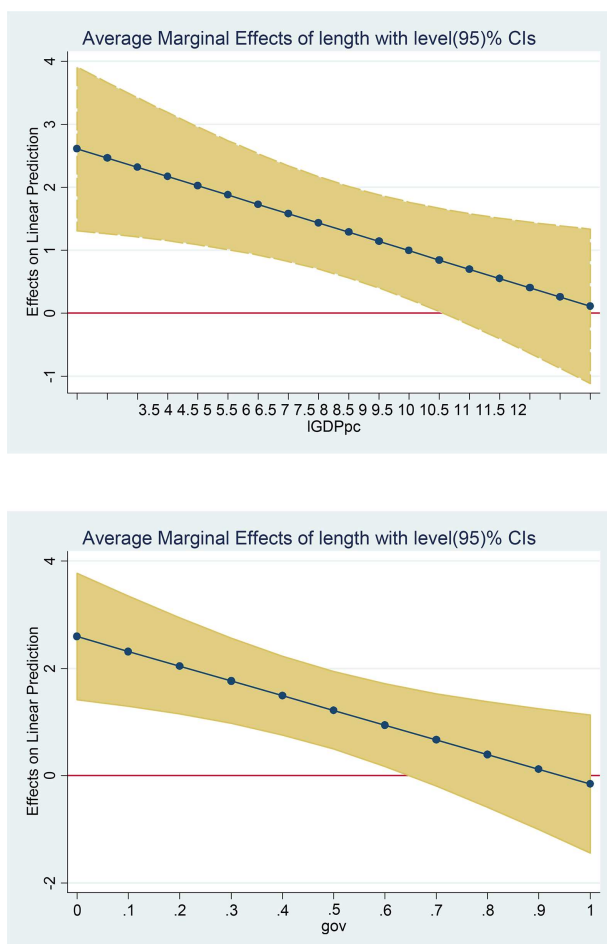 Average Marginal Effects of length with level(95)% CIs
4
3
2
1
0
-1
Effects on Linear Prediction
3.5 4 4.5 5 5.5 6 6.5 7 7.5 8 8.5 9 9.5 10 10.5 11 11.5 12
lGDPpc
Average Marginal Effects of length with level(95)% CIs
4
2
0
-2
Effects on Linear Prediction
0 .1 .2 .3 .4 .5 .6 .7 .8 .9 1
gov